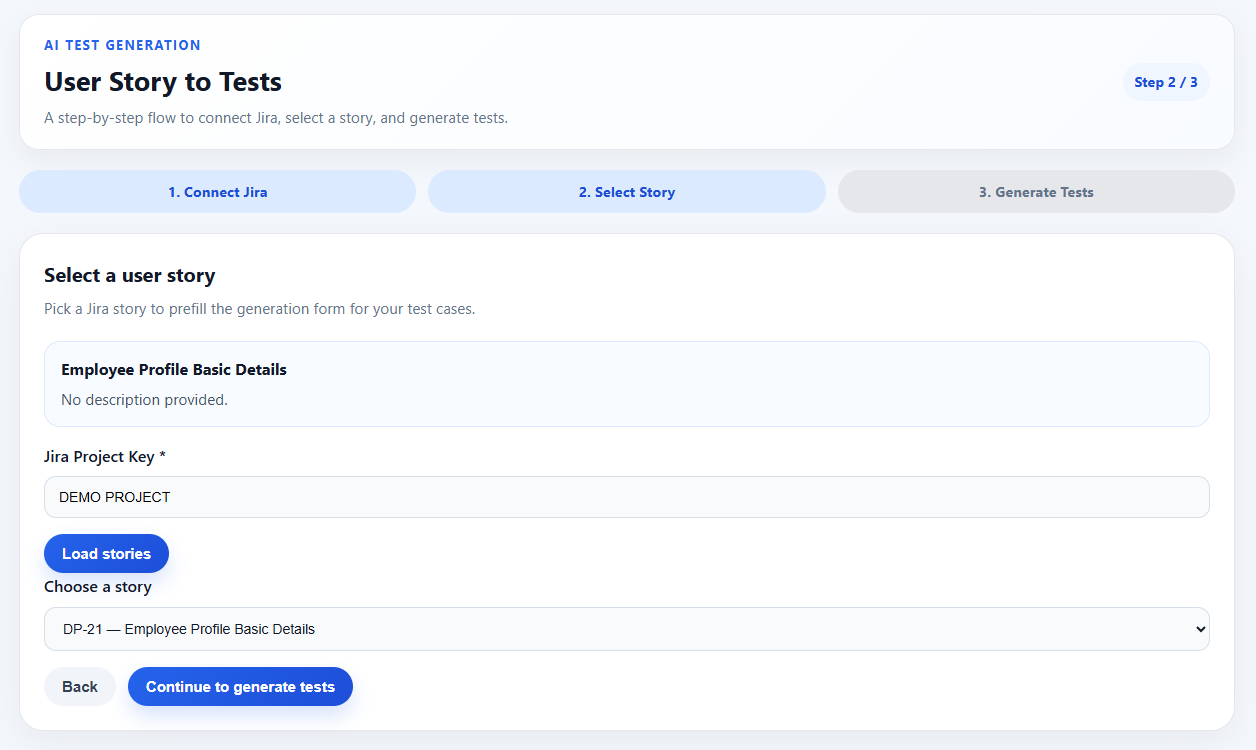 AI TEST GENERATION
User Story to Tests
Step 2 / 3
A step-by-step flow to connect Jira, select a story, and generate tests.
1. Connect Jira
2. Select Story
3. Generate Tests
Select a user story
Pick a Jira story to prefill the generation form for your test cases.
Employee Profile Basic Details
No description provided.
Jira Project Key *
DEMO PROJECT
Load stories
Choose a story
DP-21 — Employee Profile Basic Details
Back
Continue to generate tests